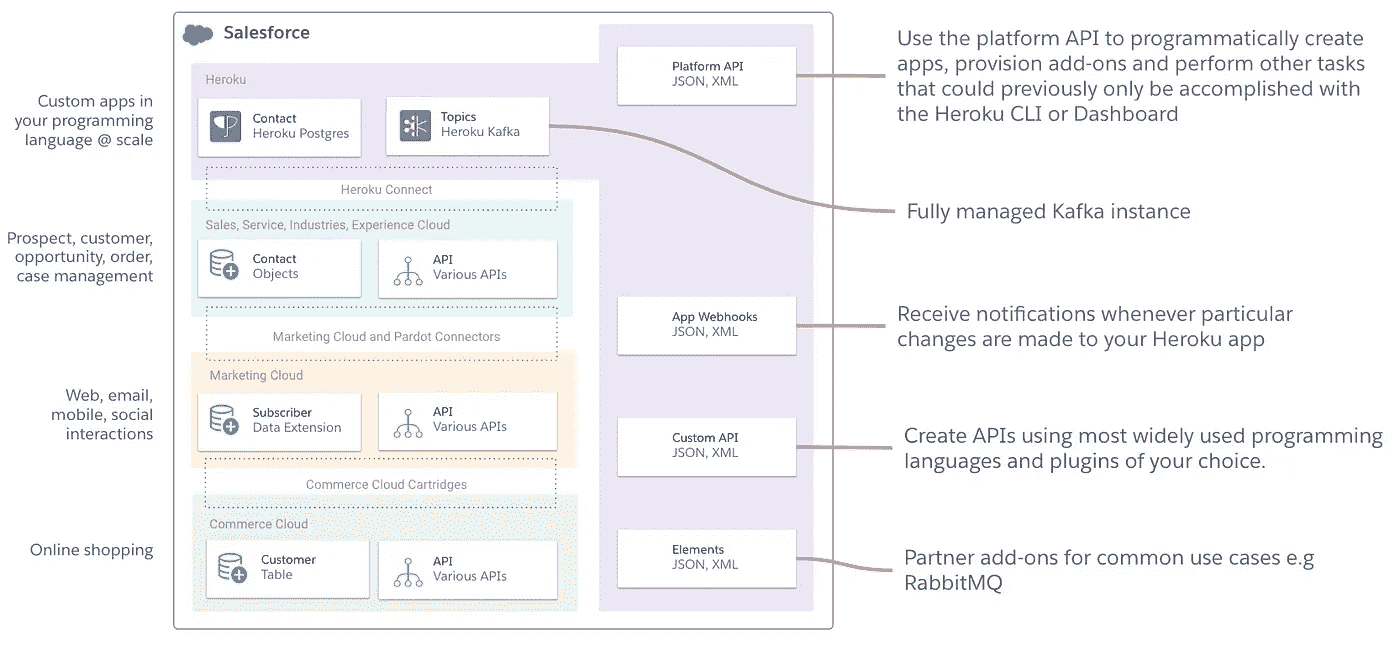 Salesforce
Custom apps in
your programming
language @ scale
Heroku
Contact
Heroku Postgres
Topics
Heroku Kafka
Platform API
JSON, XML
Use the platform API to programmatically create
apps, provision add-ons and perform other tasks
that could previously only be accomplished with
the Heroku CLI or Dashboard
Heroku Connect
Fully managed Kafka instance
Prospect, customer,
opportunity, order,
case management
Sales, Service, Industries, Experience Cloud
Contact
Objects
API
Various APIs
App Webhooks
JSON, XML
Receive notifications whenever particular
changes are made to your Heroku app
Marketing Cloud and Pardot Connectors
Web, email,
mobile, social
interactions
Marketing Cloud
Subscriber
Data Extension
API
Various APIs
Custom API
JSON, XML
Create APIs using most widely used programming
languages and plugins of your choice.
Commerce Cloud Cartridges
Online shopping
Commerce Cloud
Customer
Table
API
Various APIs
Elements
JSON, XML
Partner add-ons for common use cases e.g
RabbitMQ